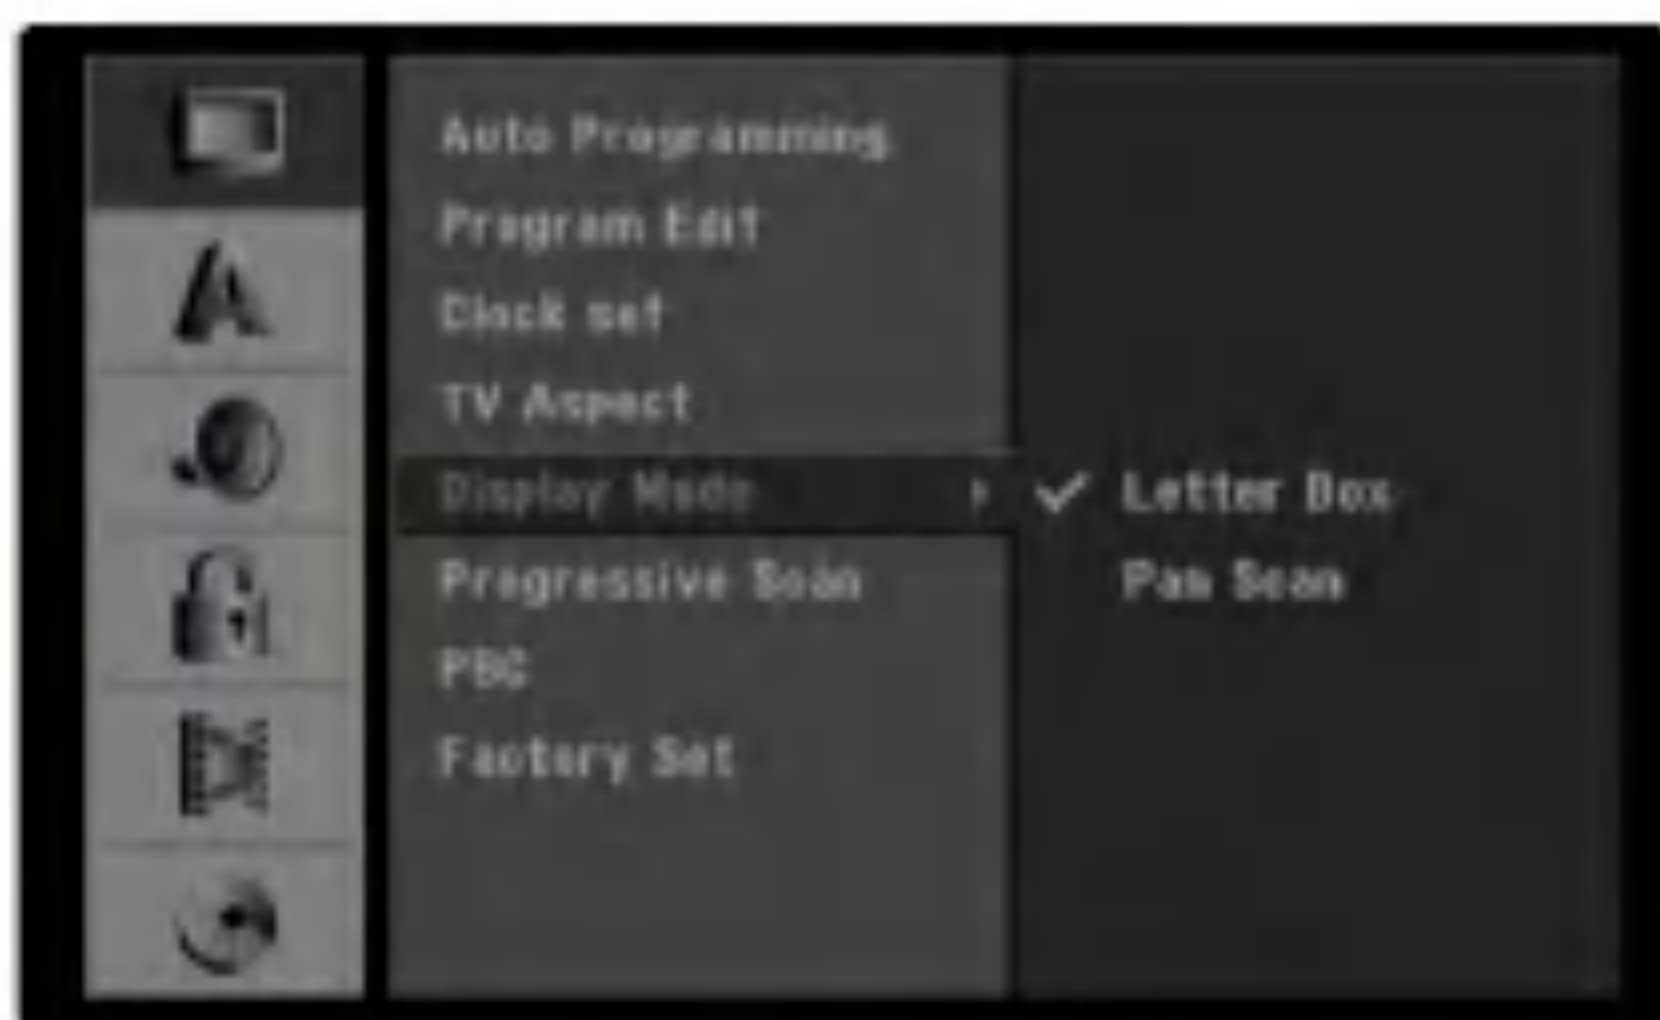 Auto Programming
Program Edit
Clock set
TV Aspect
Display Mode
Letter Box
Progressive Scan
Pan Scan
PBC
Factory Set